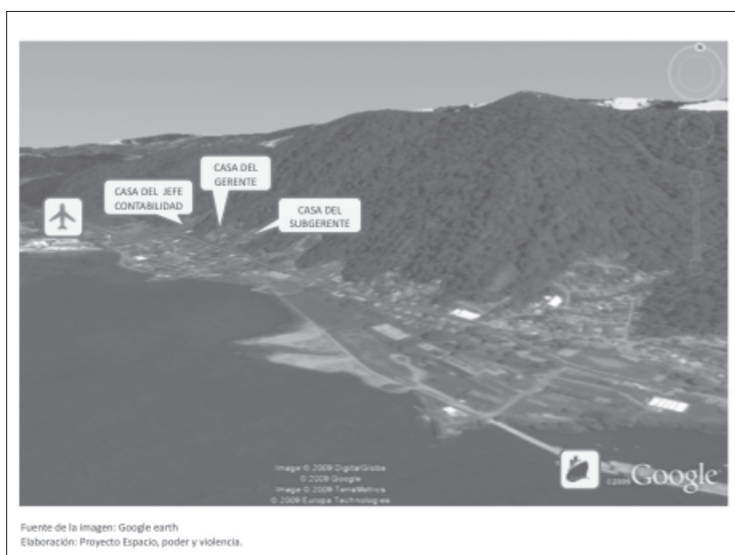 CASA DEL JEFE
CONTABILIDAD
CASA DEL
GERENTE
CASA DEL
SUBGERENTE
Image © 2009 DigitalGlobe
© 2009 Google
Image © 2009 TerraMetrics
© 2009 Europa Technologies
©2009 Google
Fuente de la imagen: Google earth
Elaboración: Proyecto Espacio, poder y violencia.